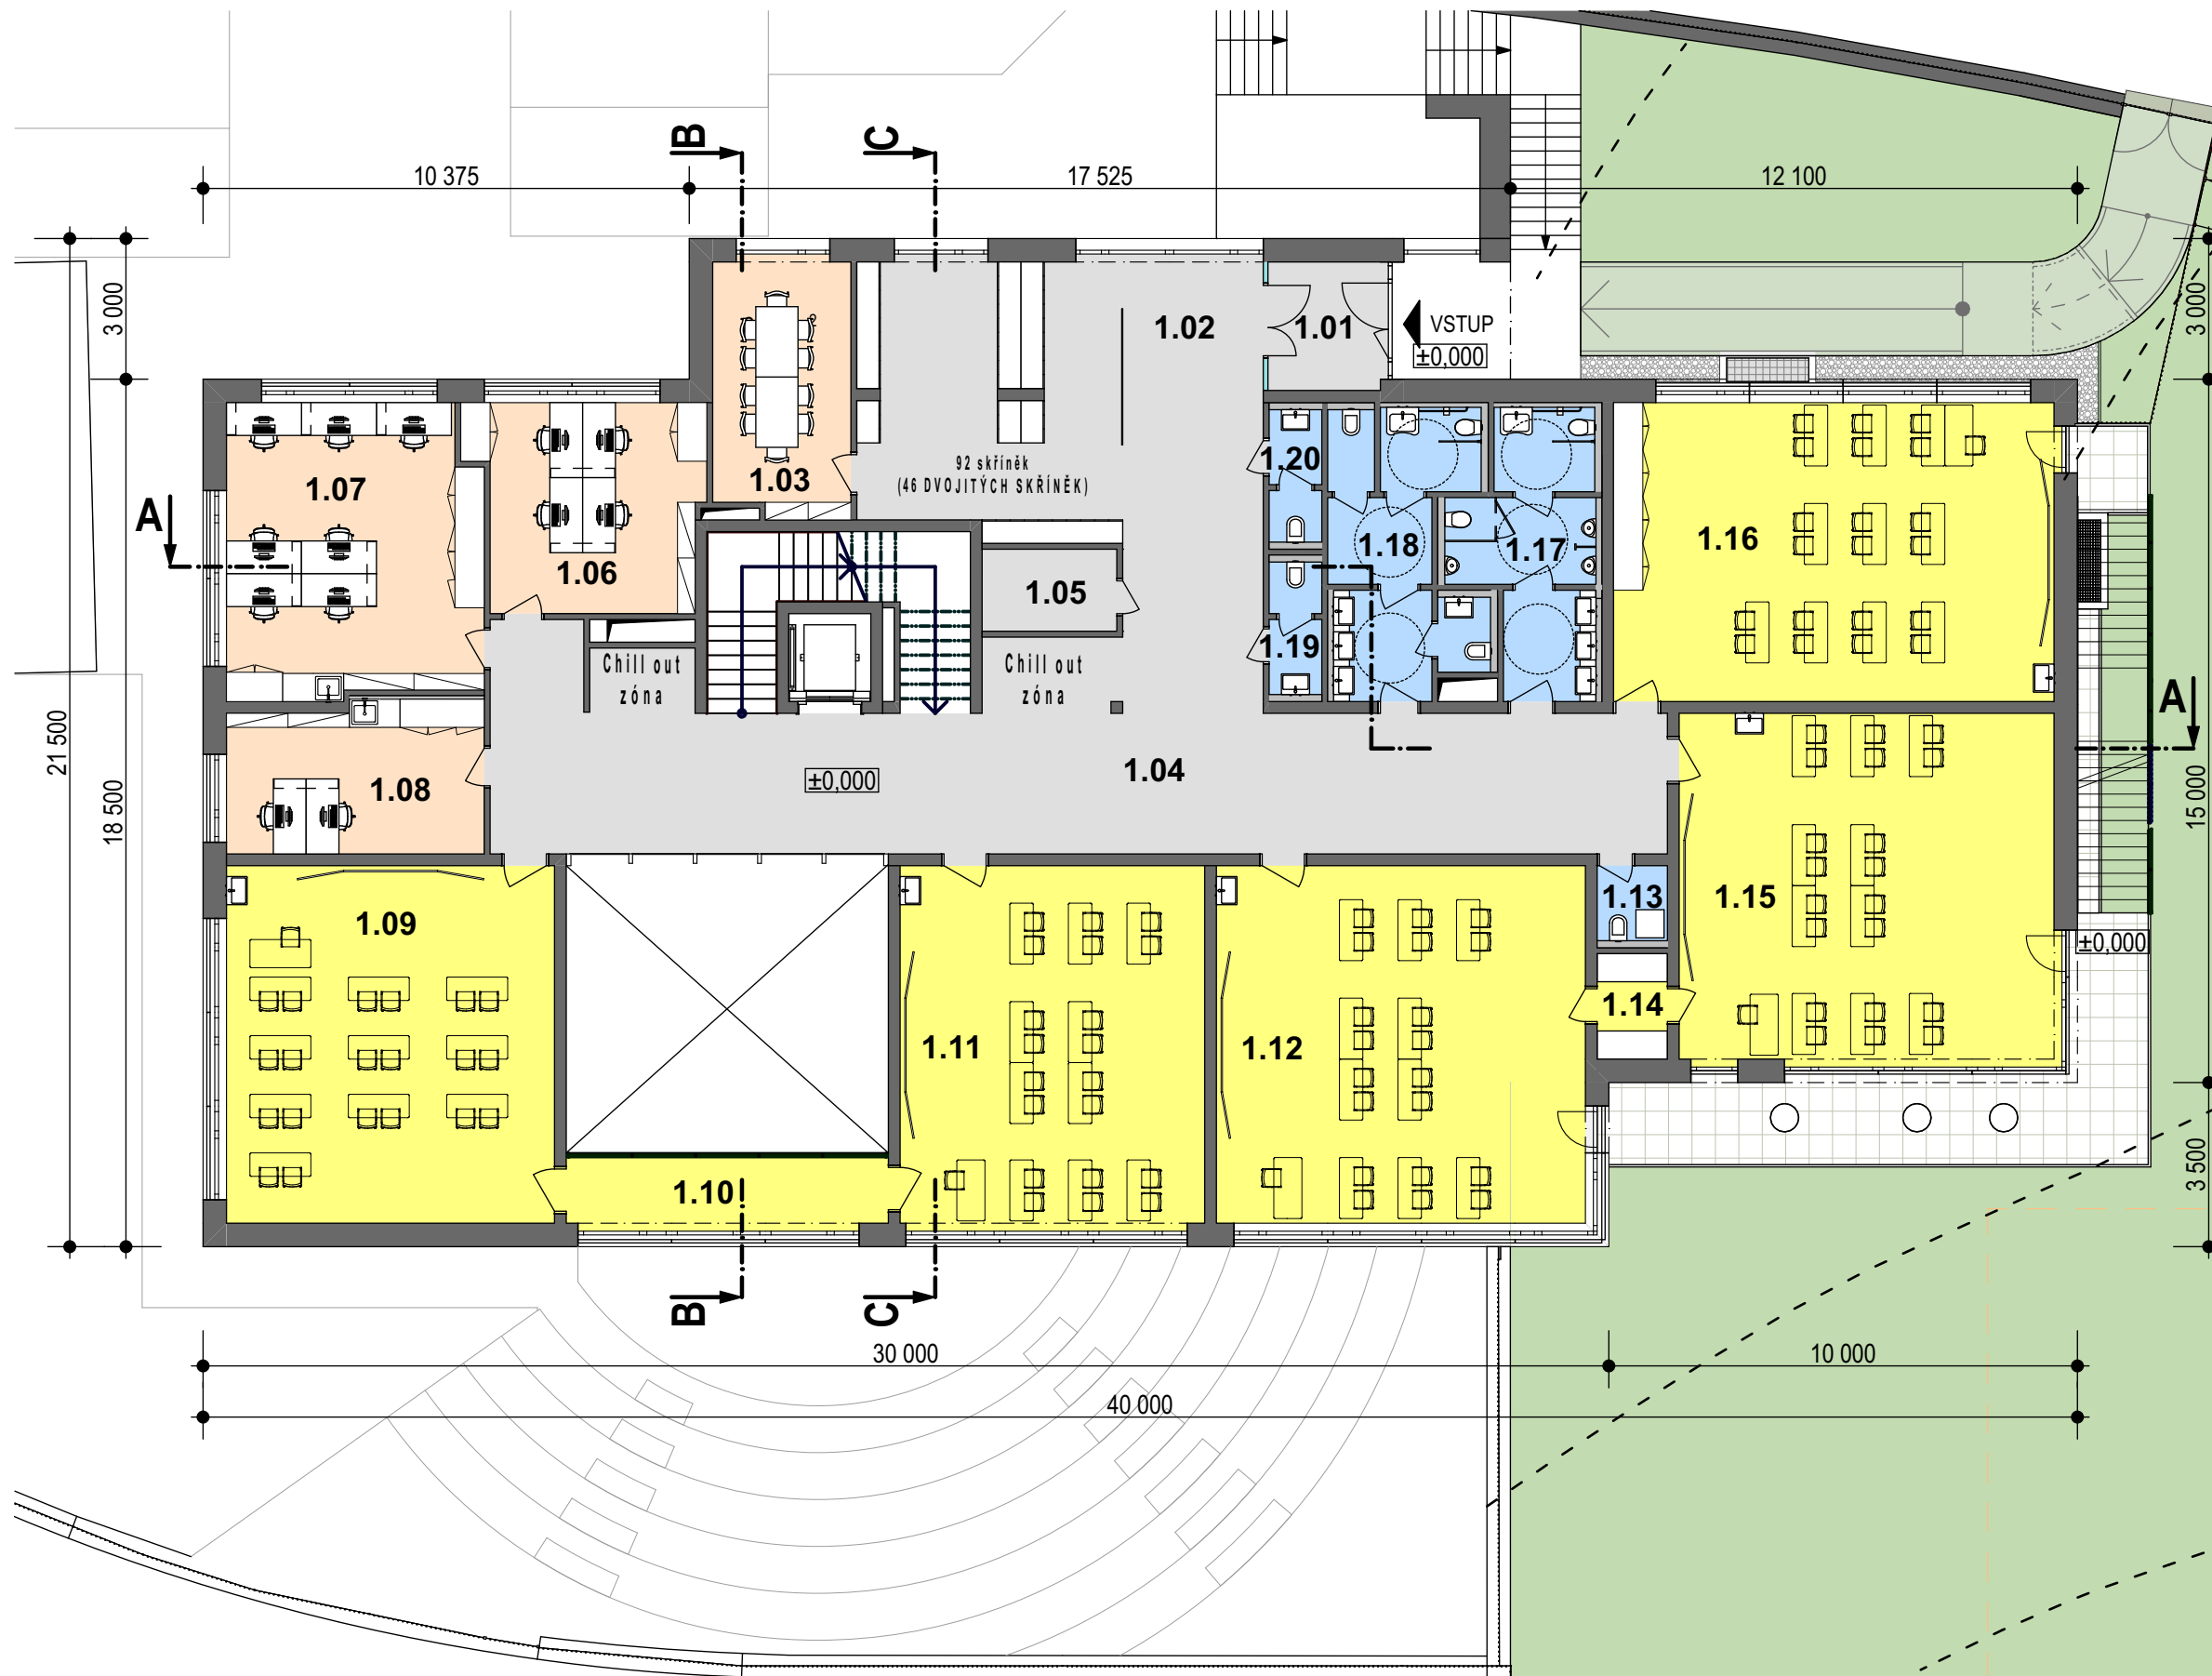 B
C
10 375
17 525
12 100
3 000
3 000
1.02
1.01
VSTUP
±0,000
92 skříněk
(46 DVOJITÝCH SKŘÍNĚK)
1.20
1.03
1.07
A
1.06
1.18
1.17
1.16
1.05
1.19
Chill out
zóna
Chill out
zóna
A
21 500
18 500
15 000
1.08
±0,000
1.04
1.09
1.13
1.15
±0,000
1.14
1.11
1.12
1.10
3 500
B
C
30 000
10 000
40 000